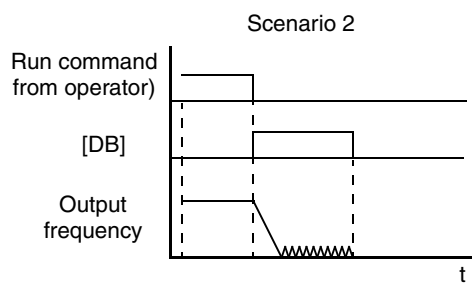 Scenario 2
Run command
from operator)
[DB]
Output
frequency
t